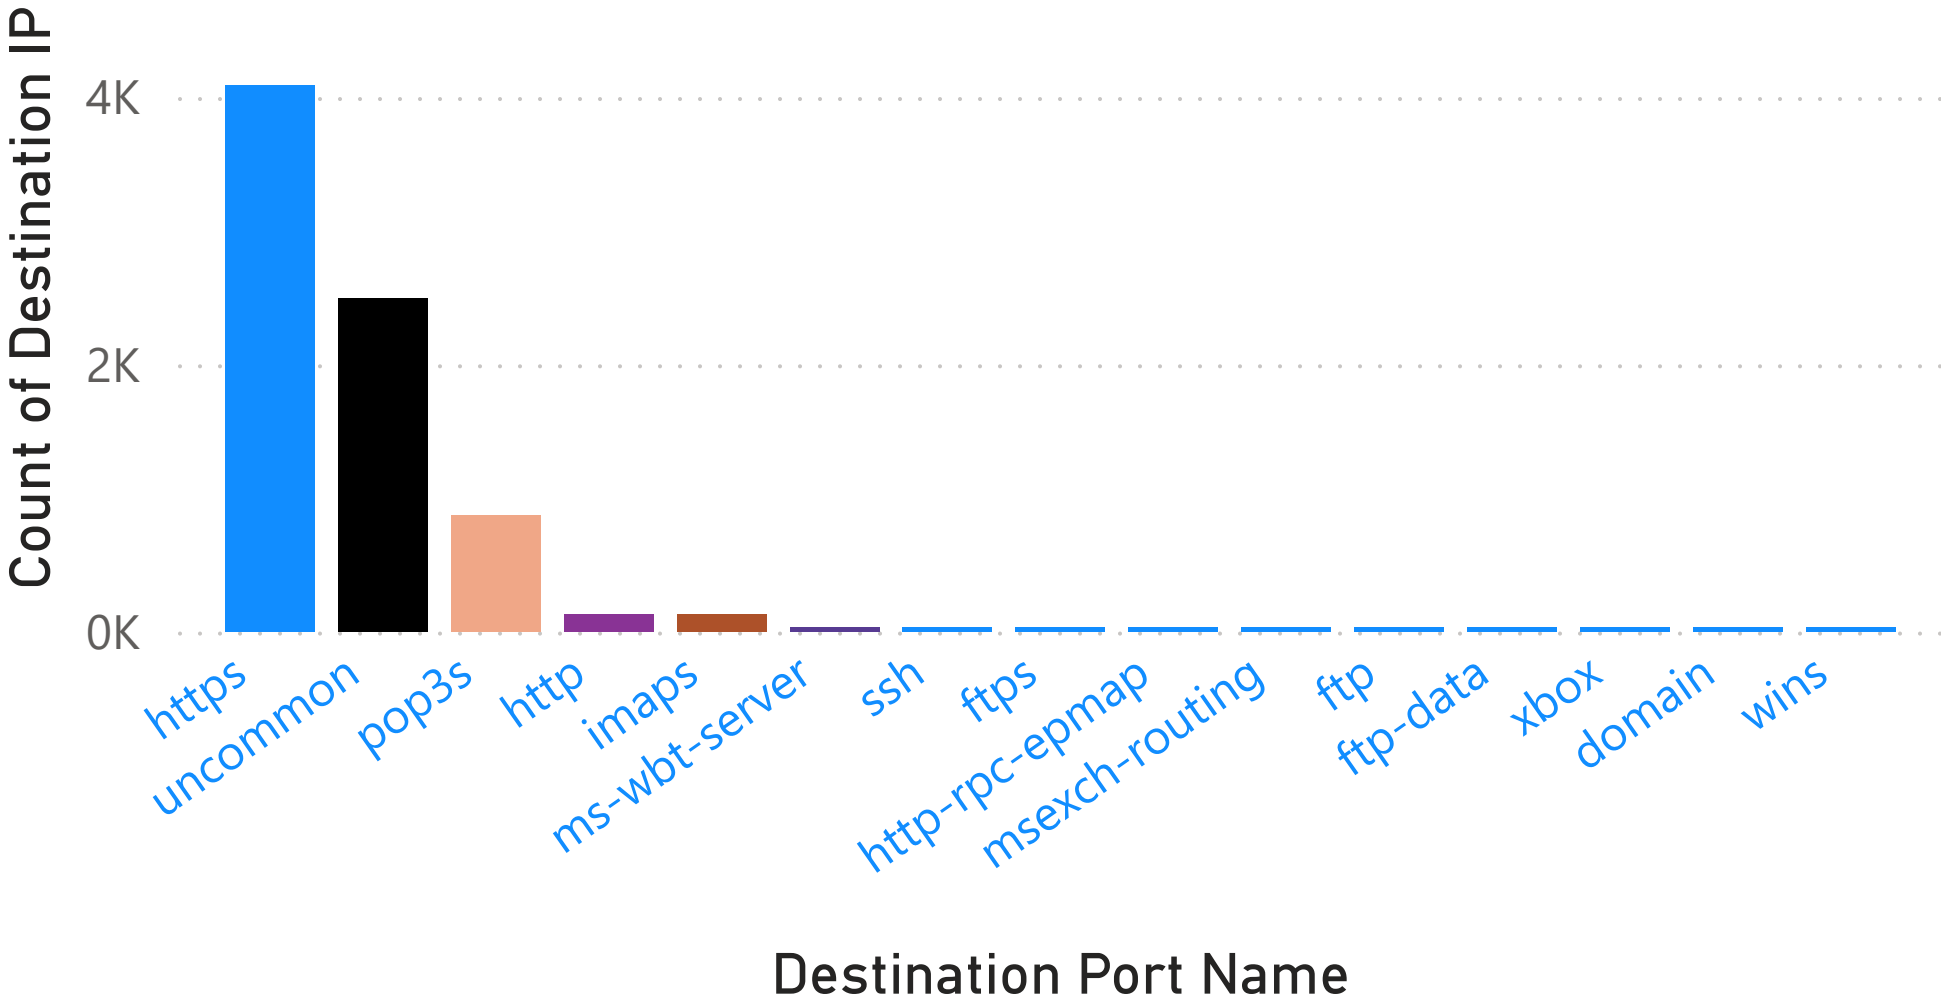 Count of Destination IP
4K
2K
0K
https
uncommon
pop3s
http
imaps
ms-wbt-server
ssh
ftps
http-rpc-epmap
msexch-routing
ftp
ftp-data
xbox
domain
wins
Destination Port Name